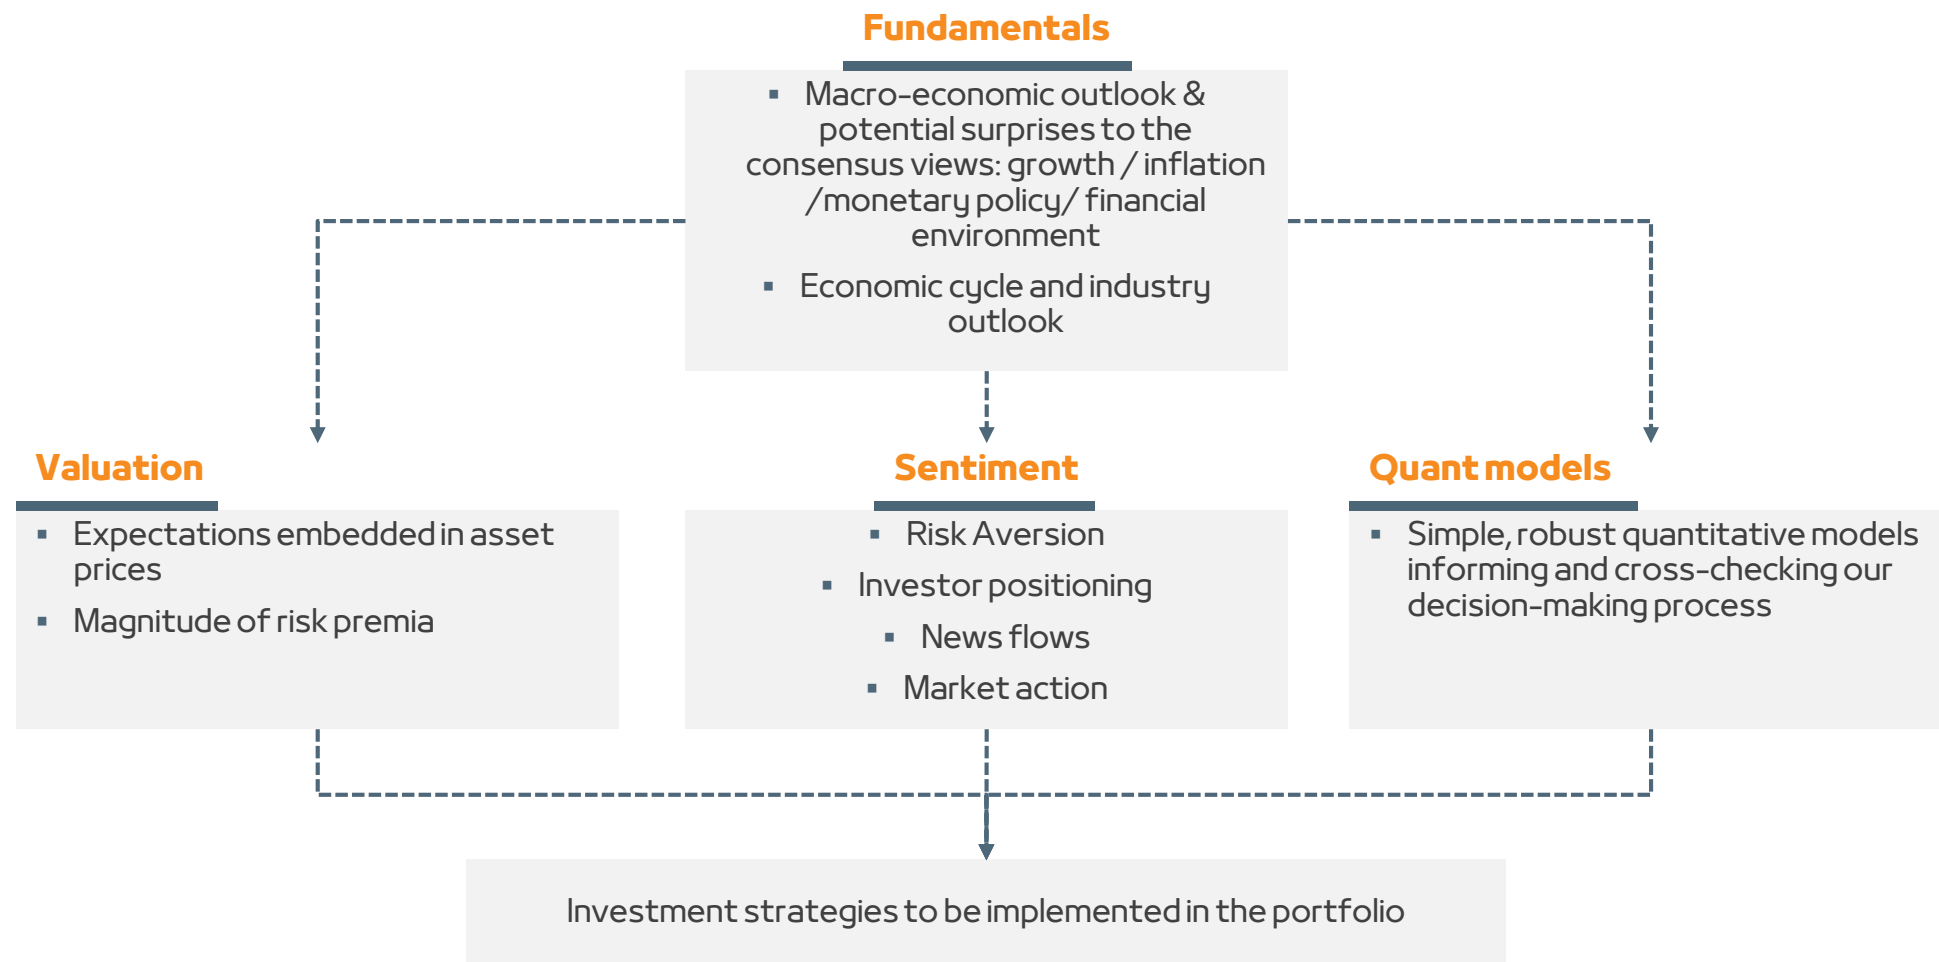 Fundamentals
▪ Macro-economic outlook &
potential surprises to the
consensus views: growth / inflation
/monetary policy/ financial
environment
▪ Economic cycle and industry
outlook
Valuation
▪ Expectations embedded in asset
prices
▪ Magnitude of risk premia
Sentiment
▪ Risk Aversion
▪ Investor positioning
▪ News flows
▪ Market action
Quant models
▪ Simple, robust quantitative models
informing and cross-checking our
decision-making process
Investment strategies to be implemented in the portfolio